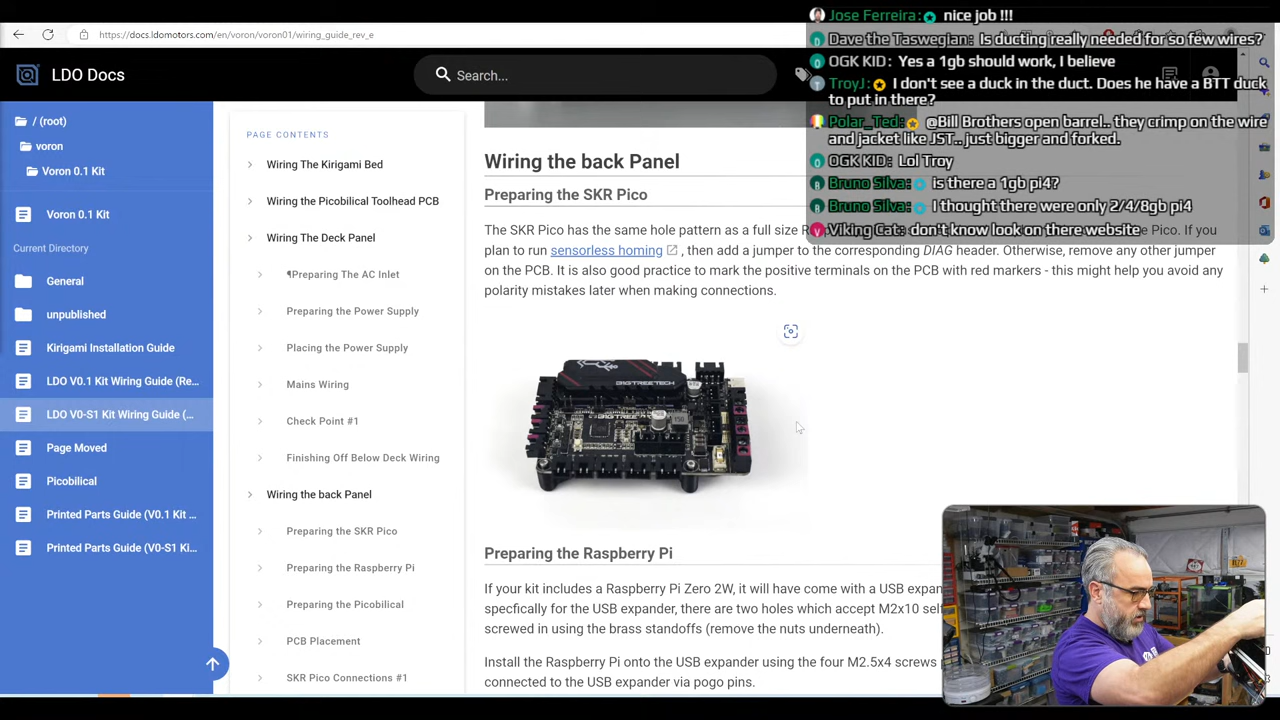 https://docs.ldomotors.com/en/voron/voron01/wiring_guide_rev_e
LDO Docs
Search...
Jose Ferreira: nice job !!!
Dave the Taswegian: Is ducting really needed for so few wires?
OGK KID: Yes a 1gb should work, I believe
TroyJ: I don't see a duck in the duct. Does he have a BTT duck
to put in there?
Polar_Ted: @Bill Brothers open barrel.. they crimp on the wire
and jacket like JST.. just bigger and forked.
OGK KID: Lol Troy
Bruno Silva: is there a 1gb pi4?
Bruno Silva: I thought there were only 2/4/8gb pi4
Viking Cat: don't know look on there website
/ (root)
voron
Voron 0.1 Kit
Voron 0.1 Kit
Current Directory
General
unpublished
Kirigami Installation Guide
LDO V0.1 Kit Wiring Guide (Re...
LDO V0-S1 Kit Wiring Guide (...
Page Moved
Picobilical
Printed Parts Guide (V0.1 Kit ...
Printed Parts Guide (V0-S1 Ki...
PAGE CONTENTS
Wiring The Kirigami Bed
Wiring the Picobilical Toolhead PCB
Wiring The Deck Panel
¶Preparing The AC Inlet
Preparing the Power Supply
Placing the Power Supply
Mains Wiring
Check Point #1
Finishing Off Below Deck Wiring
Wiring the back Panel
Preparing the SKR Pico
Preparing the Raspberry Pi
Preparing the Picobilical
PCB Placement
SKR Pico Connections #1
Wiring the back Panel
Preparing the SKR Pico
The SKR Pico has the same hole pattern as a full size R e Pico. If you
plan to run sensorless homing , then add a jumper to the corresponding DIAG header. Otherwise, remove any other jumper
on the PCB. It is also good practice to mark the positive terminals on the PCB with red markers - this might help you avoid any
polarity mistakes later when making connections.
BIGTREETECH
Preparing the Raspberry Pi
If your kit includes a Raspberry Pi Zero 2W, it will have come with a USB expan
specfically for the USB expander, there are two holes which accept M2x10 self
screwed in using the brass standoffs (remove the nuts underneath).
Install the Raspberry Pi onto the USB expander using the four M2.5x4 screws
connected to the USB expander via pogo pins.